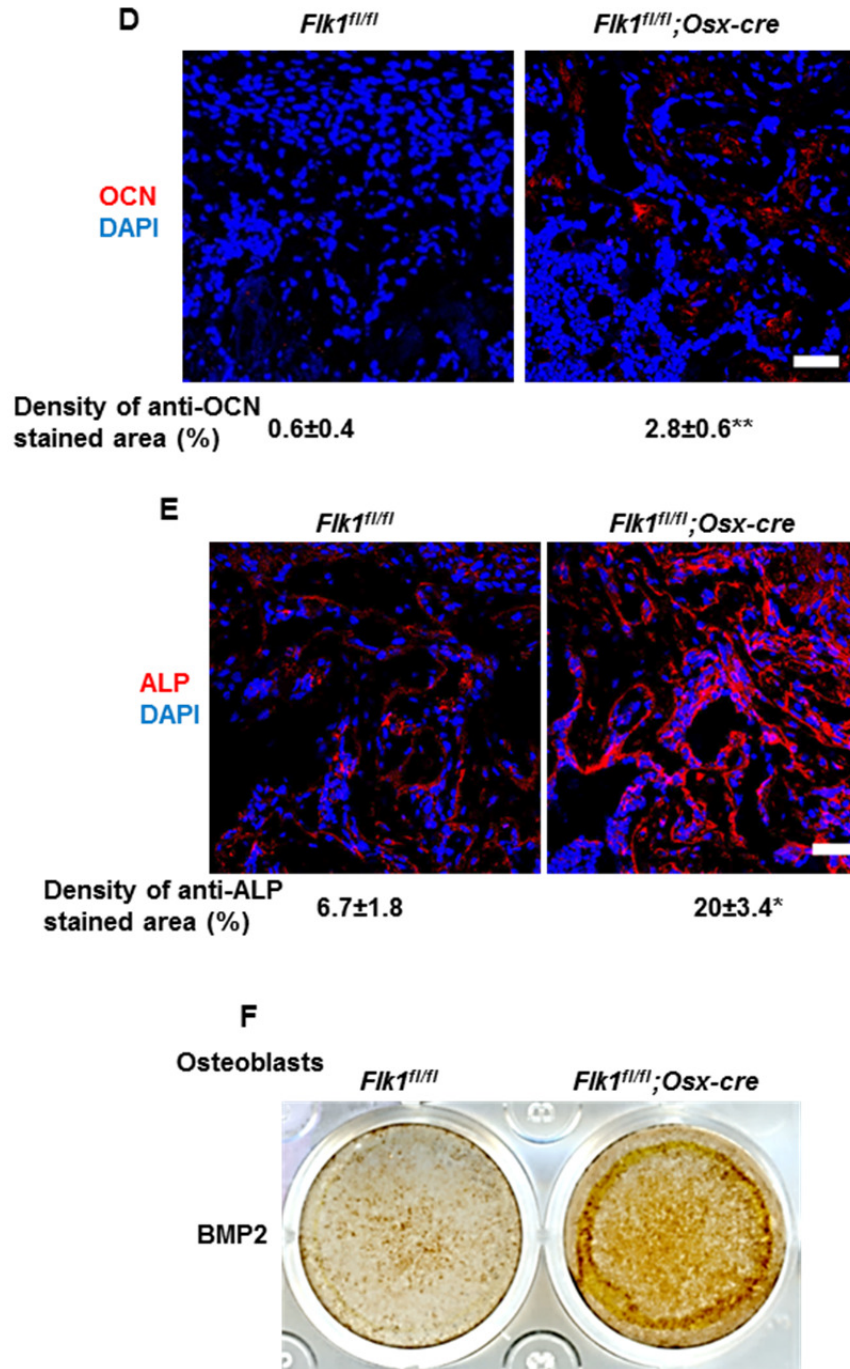 D
Flk1fl/fl Flk1fl/fl;Osx-cre
OCN
DAPI
Density of anti-OCN
stained area (%) 0.6±0.4 2.8±0.6**
E
Flk1fl/fl Flk1fl/fl;Osx-cre
ALP
DAPI
Density of anti-ALP
stained area (%) 6.7±1.8 20±3.4*
F
Osteoblasts
Flk1fl/fl Flk1fl/fl;Osx-cre
BMP2